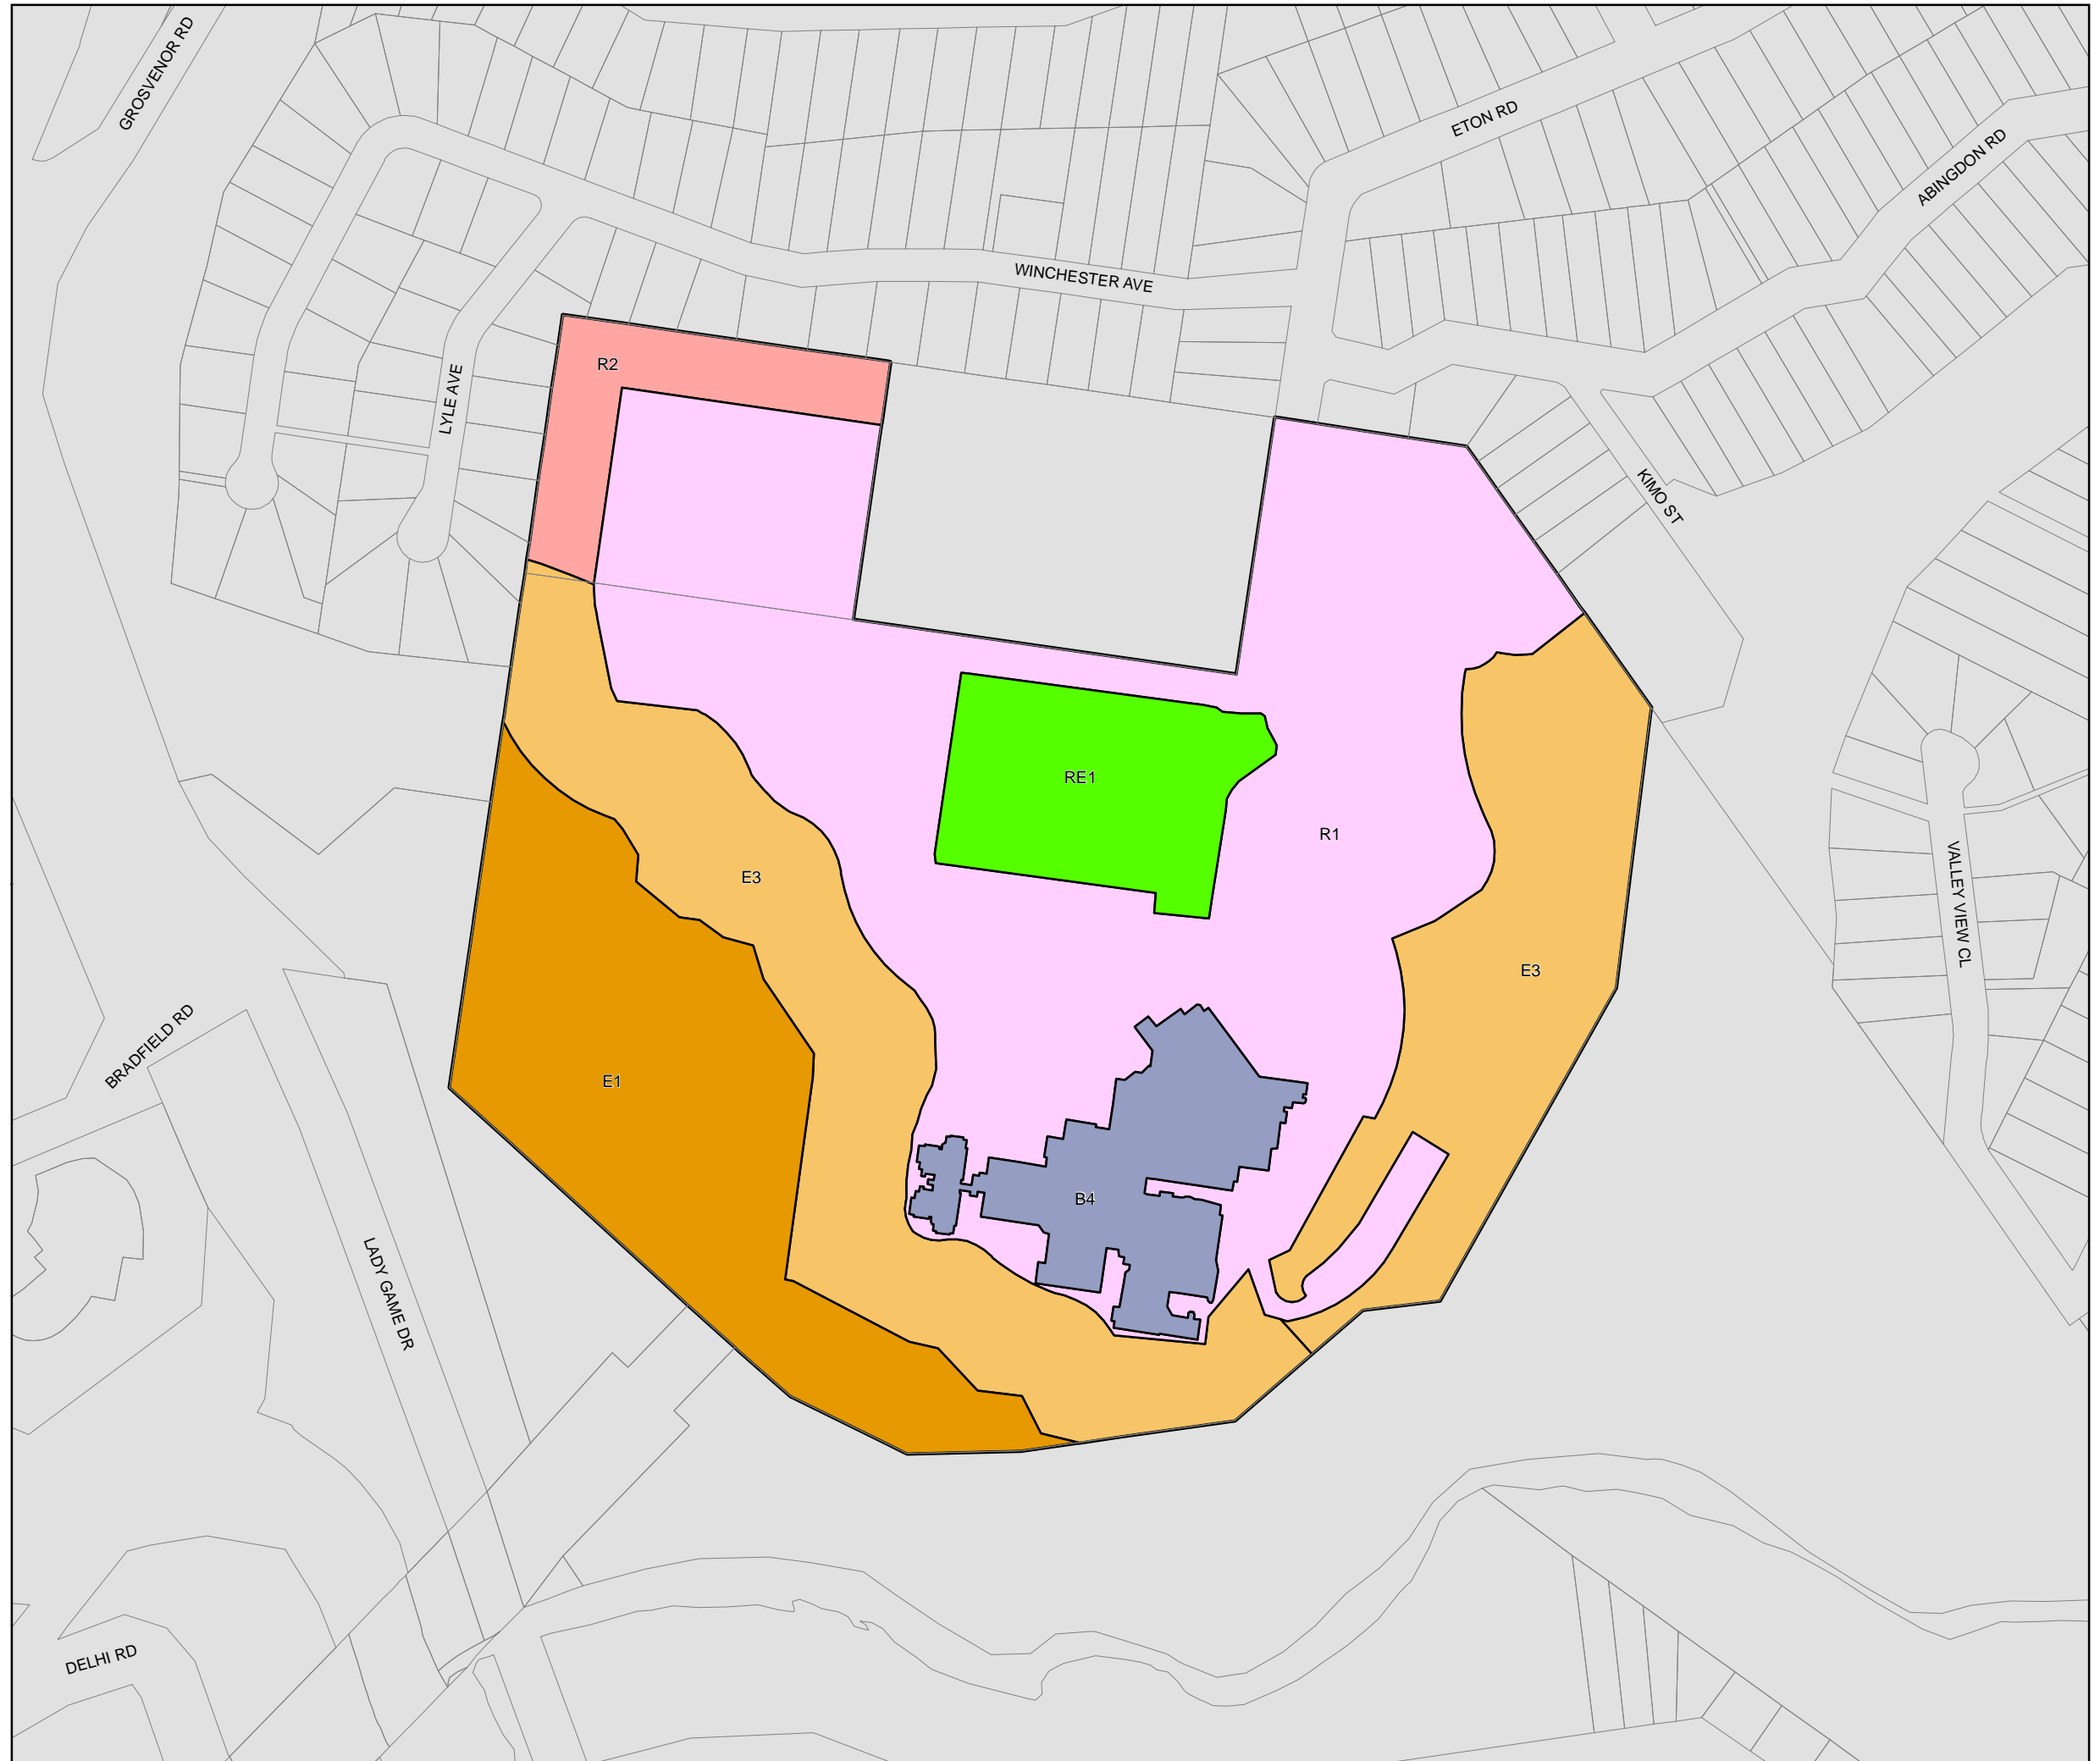 GROSVENOR RD
ETON RD
ABINGDON RD
WINCHESTER AVE
R2
LYLE AVE
KIMO ST
RE1
R1
E3
VALLEY VIEW CL
E3
BRADFIELD RD
E1
B4
LADY GAME DR
DELHI RD